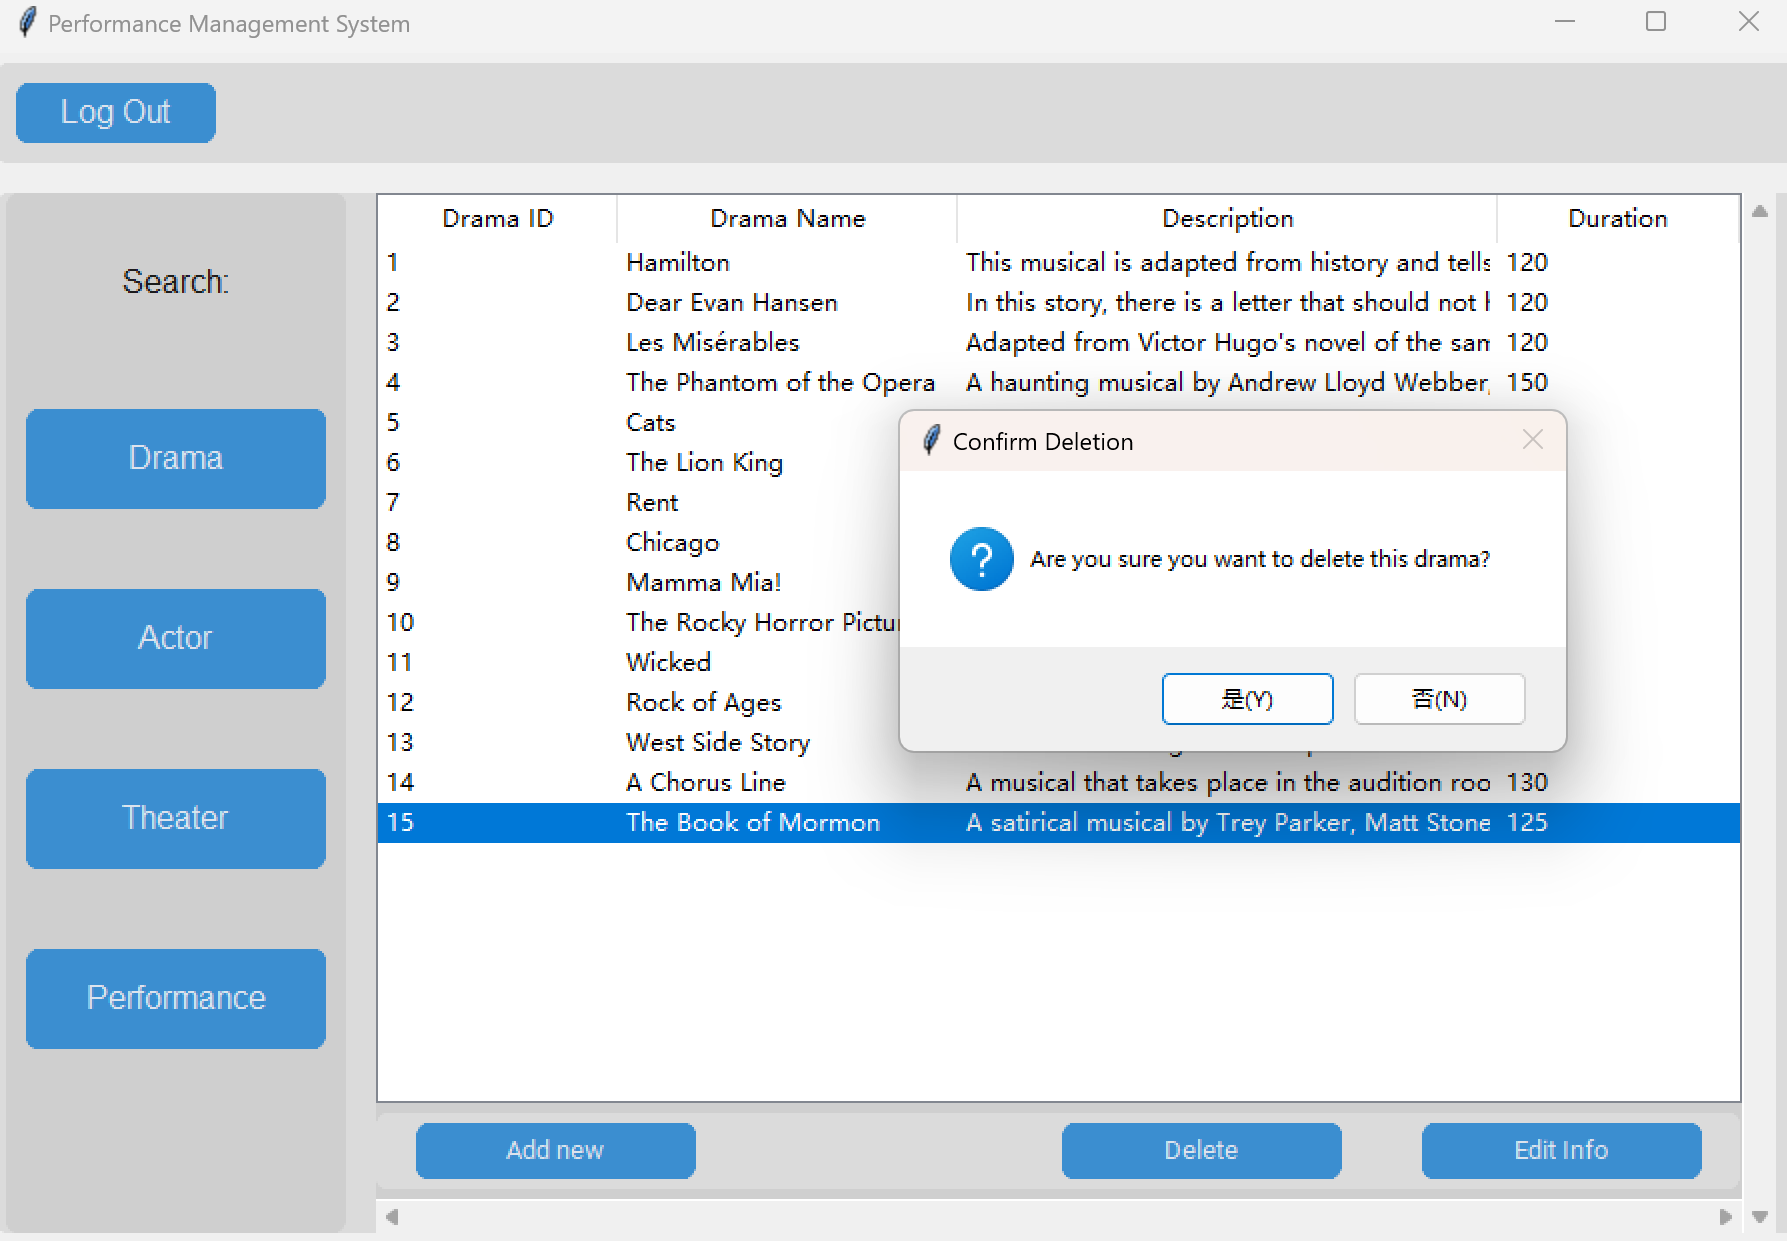 Performance Management System
Log Out
Search:
Drama
Actor
Theater
Performance
Drama ID Drama Name Description Duration
1 Hamilton This musical is adapted from history and tells 120
2 Dear Evan Hansen In this story, there is a letter that should not 120
3 Les Misérables Adapted from Victor Hugo's novel of the 120
4 The Phantom of the Opera A haunting musical by Andrew Lloyd Webber, 150
5 Cats
6 The Lion King
7 Rent
8 Chicago
9 Mamma Mia!
10 The Rocky Horror
11 Wicked
12 Rock of Ages
13 West Side Story
14 A Chorus Line A musical that takes place in the audition 130
15 The Book of Mormon A satirical musical by Trey Parker, Matt Stone 125
Confirm Deletion
Are you sure you want to delete this drama?
是(Y) 否(N)
Add new Delete Edit Info